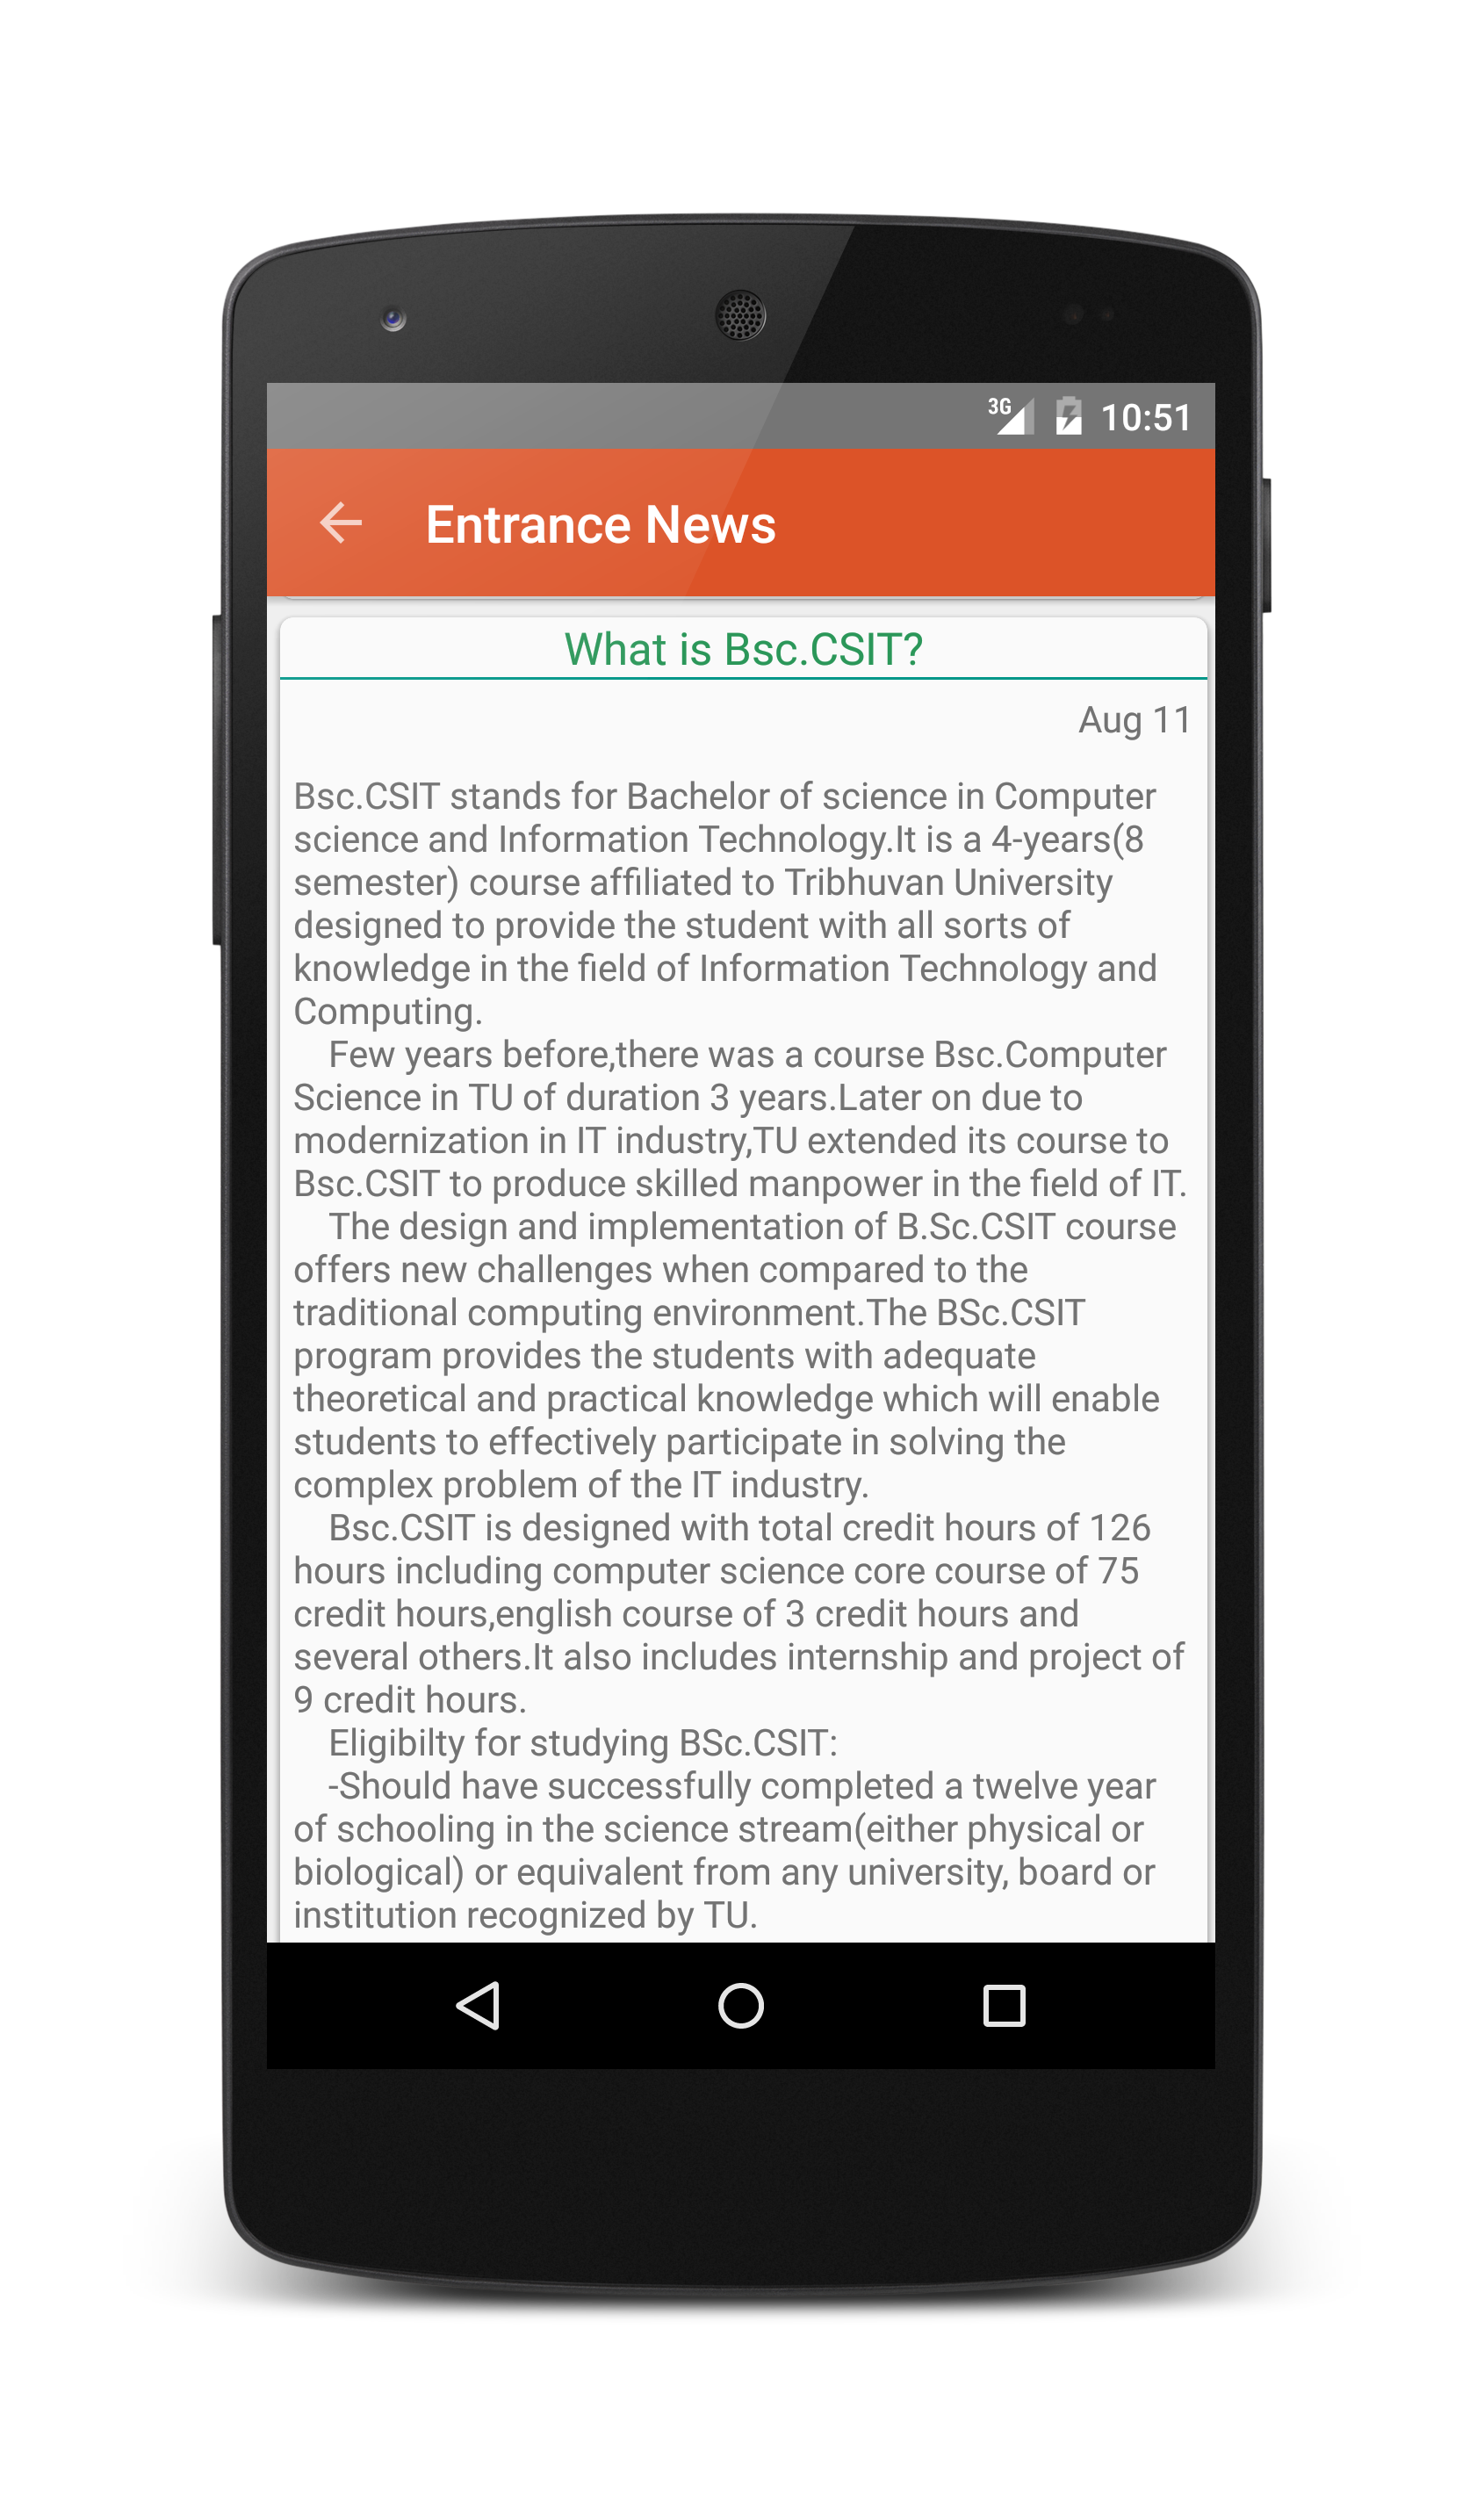 3G 10:51
Entrance News
What is Bsc.CSIT?
Aug 11
Bsc.CSIT stands for Bachelor of science in Computer
science and Information Technology.It is a 4-years(8
semester) course affiliated to Tribhuvan University
designed to provide the student with all sorts of
knowledge in the field of Information Technology and
Computing.
Few years before,there was a course Bsc.Computer
Science in TU of duration 3 years.Later on due to
modernization in IT industry,TU extended its course to
Bsc.CSIT to produce skilled manpower in the field of IT.
The design and implementation of B.Sc.CSIT course
offers new challenges when compared to the
traditional computing environment.The BSc.CSIT
program provides the students with adequate
theoretical and practical knowledge which will enable
students to effectively participate in solving the
complex problem of the IT industry.
Bsc.CSIT is designed with total credit hours of 126
hours including computer science core course of 75
credit hours,english course of 3 credit hours and
several others.It also includes internship and project of
9 credit hours.
Eligibilty for studying BSc.CSIT:
-Should have successfully completed a twelve year
of schooling in the science stream(either physical or
biological) or equivalent from any university, board or
institution recognized by TU.